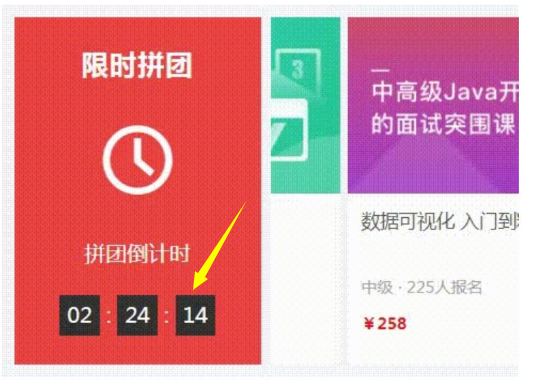 限时拼团
拼团倒计时
02 : 24 : 14
3
中高级Java开
的面试突围课
数据可视化 入门到
中级 · 225人报名
¥258